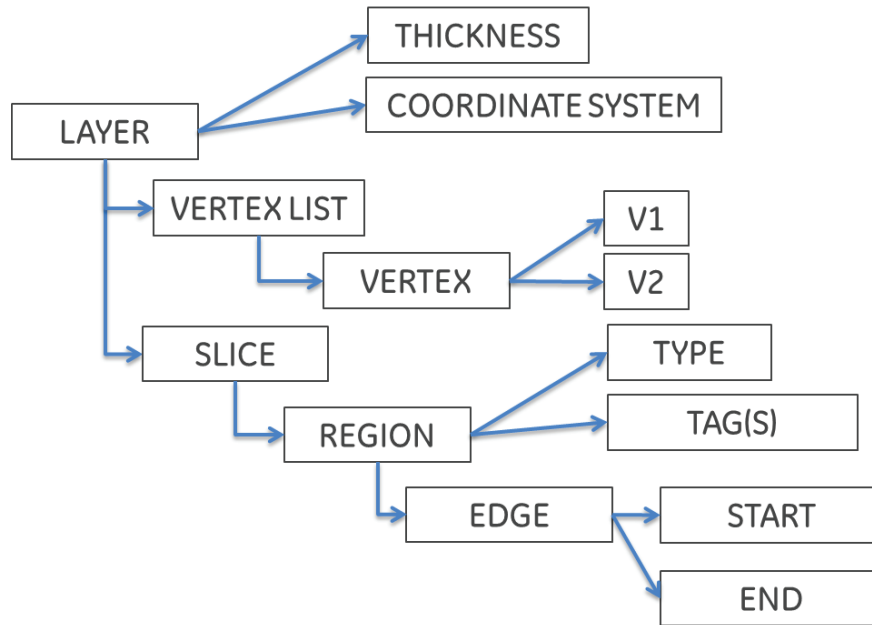 THICKNESS
COORDINATE SYSTEM
LAYER
VERTEX LIST
V1
VERTEX
V2
SLICE
TYPE
REGION
TAG(S)
EDGE
START
END